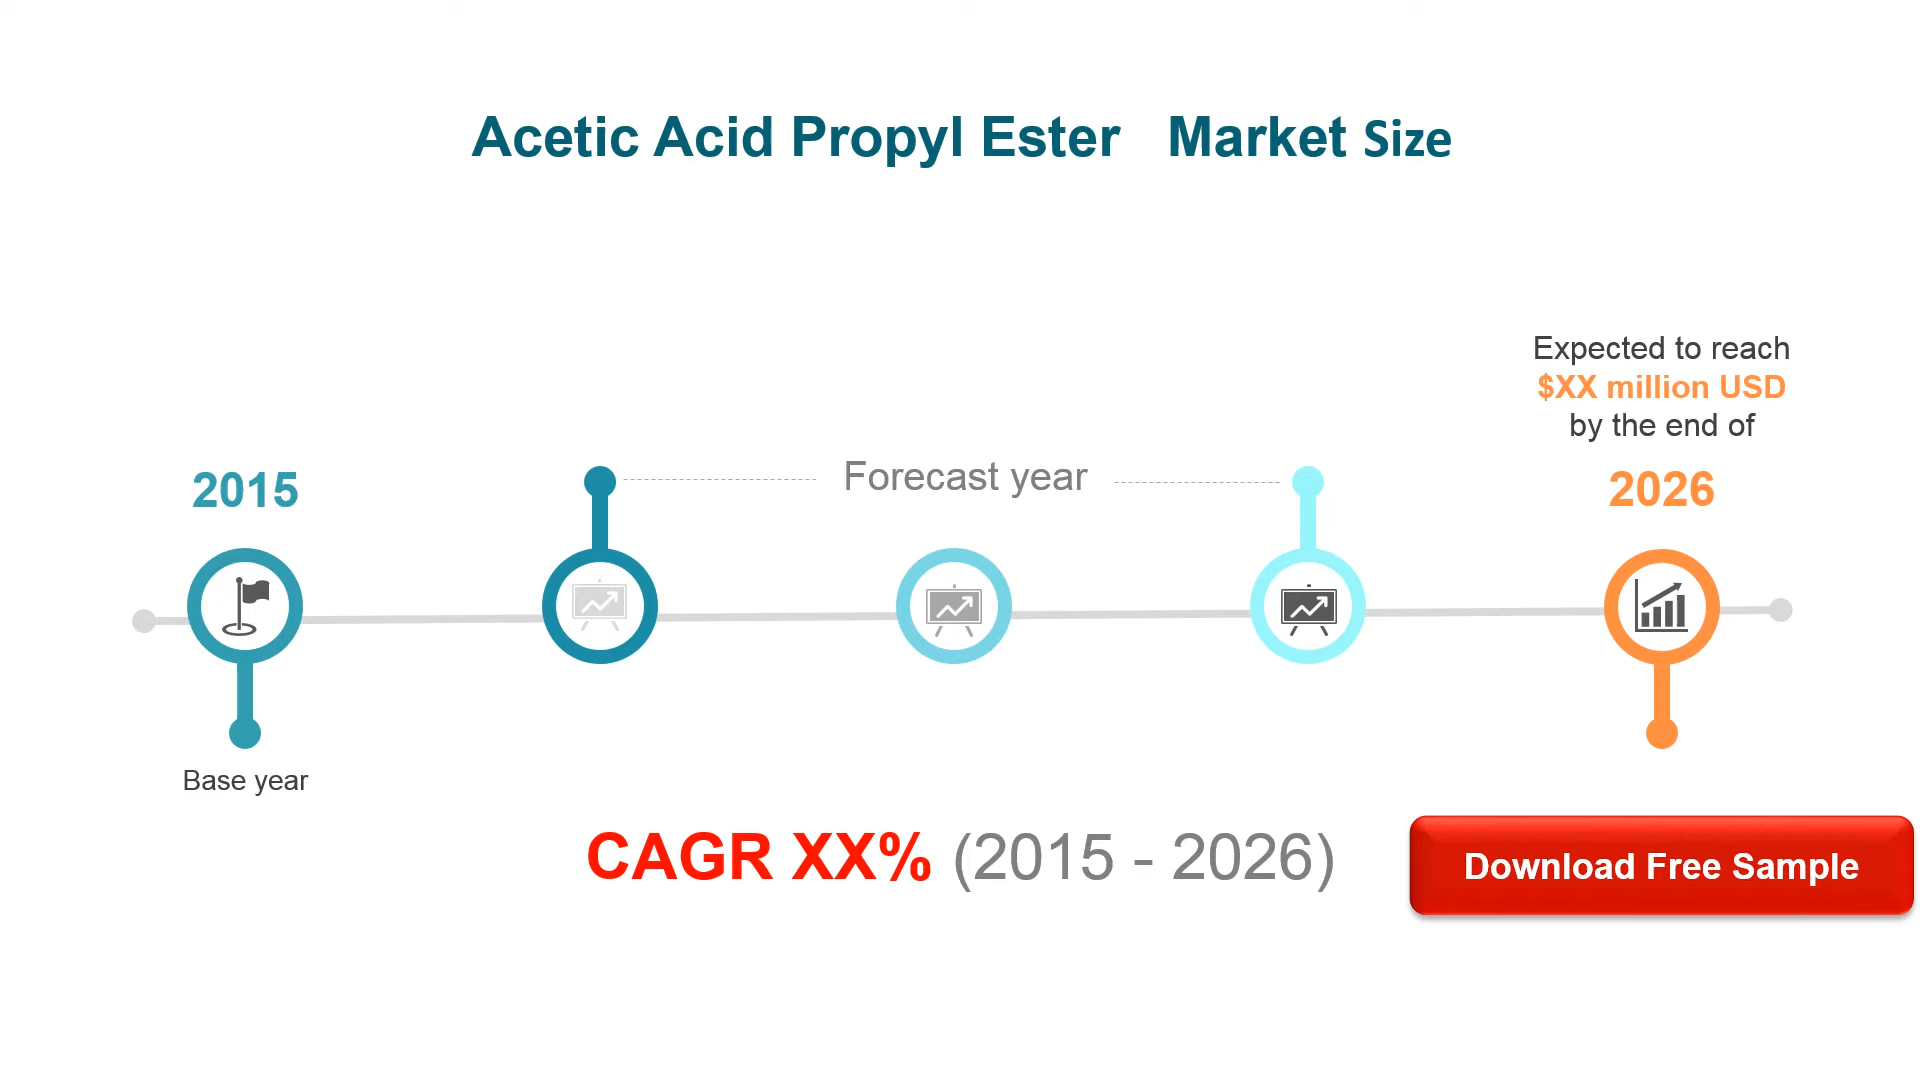 Acetic Acid Propyl Ester Market Size
Expected to reach
$XX million USD
by the end of
2015
Forecast year
2026
Base year
CAGR XX% (2015 - 2026)
Download Free Sample